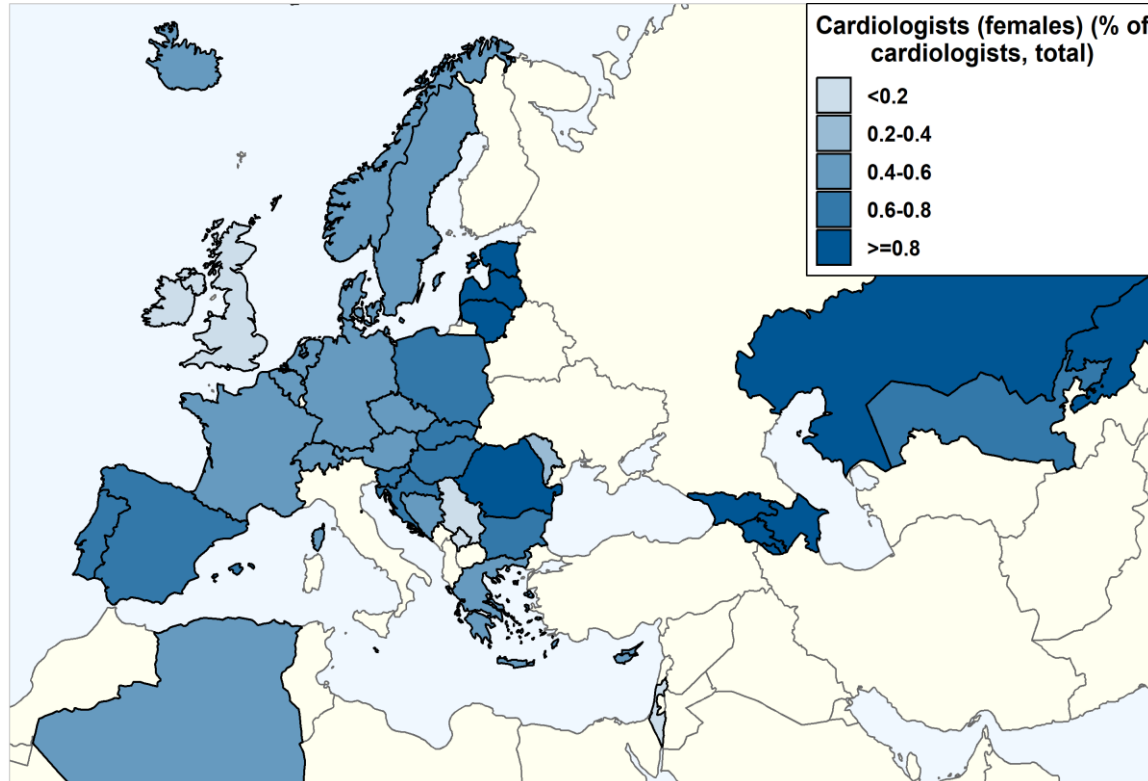 Cardiologists (females) (% of
cardiologists, total)
<0.2
0.2-0.4
0.4-0.6
0.6-0.8
>=0.8